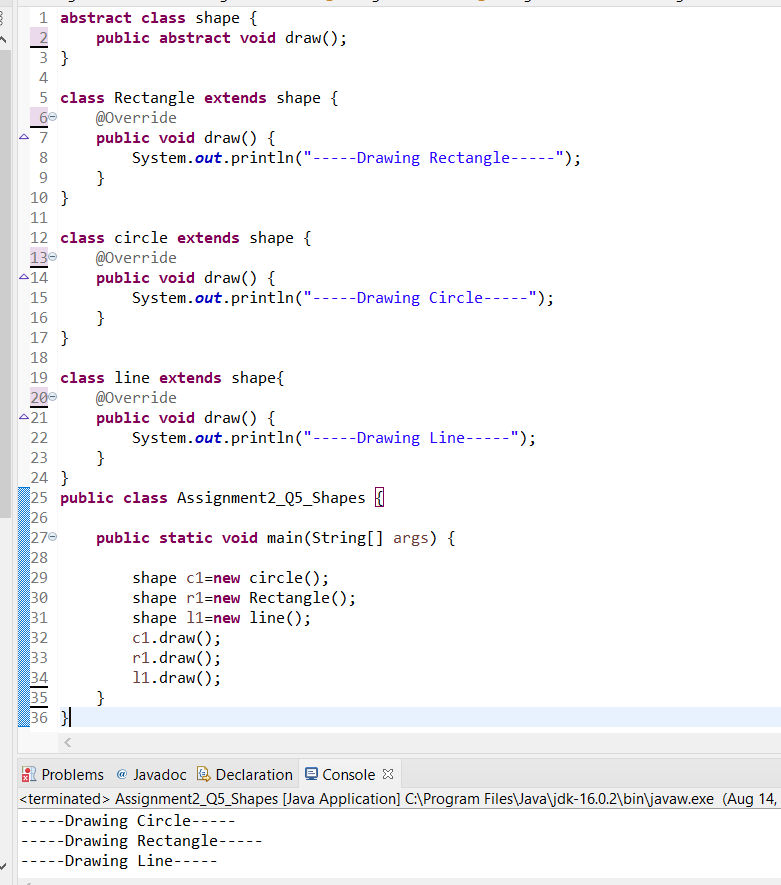 1 abstract class shape {
2 public abstract void draw();
3 }
4
5 class Rectangle extends shape {
6 @Override
7 public void draw() {
8 System.out.println("-----Drawing Rectangle-----");
9 }
10 }
11
12 class circle extends shape {
13 @Override
14 public void draw() {
15 System.out.println("-----Drawing Circle-----");
16 }
17 }
18
19 class line extends shape{
20 @Override
21 public void draw() {
22 System.out.println("-----Drawing Line-----");
23 }
24 }
25 public class Assignment2_Q5_Shapes {
26
27 public static void main(String[] args) {
28
29 shape c1=new circle();
30 shape r1=new Rectangle();
31 shape l1=new line();
32 c1.draw();
33 r1.draw();
34 l1.draw();
35 }
36 }
Problems @ Javadoc Declaration Console
<terminated> Assignment2_Q5_Shapes [Java Application] C:\Program Files\Java\jdk-16.0.2\bin\javaw.exe (Aug 14,
-----Drawing Circle-----
-----Drawing Rectangle-----
-----Drawing Line-----